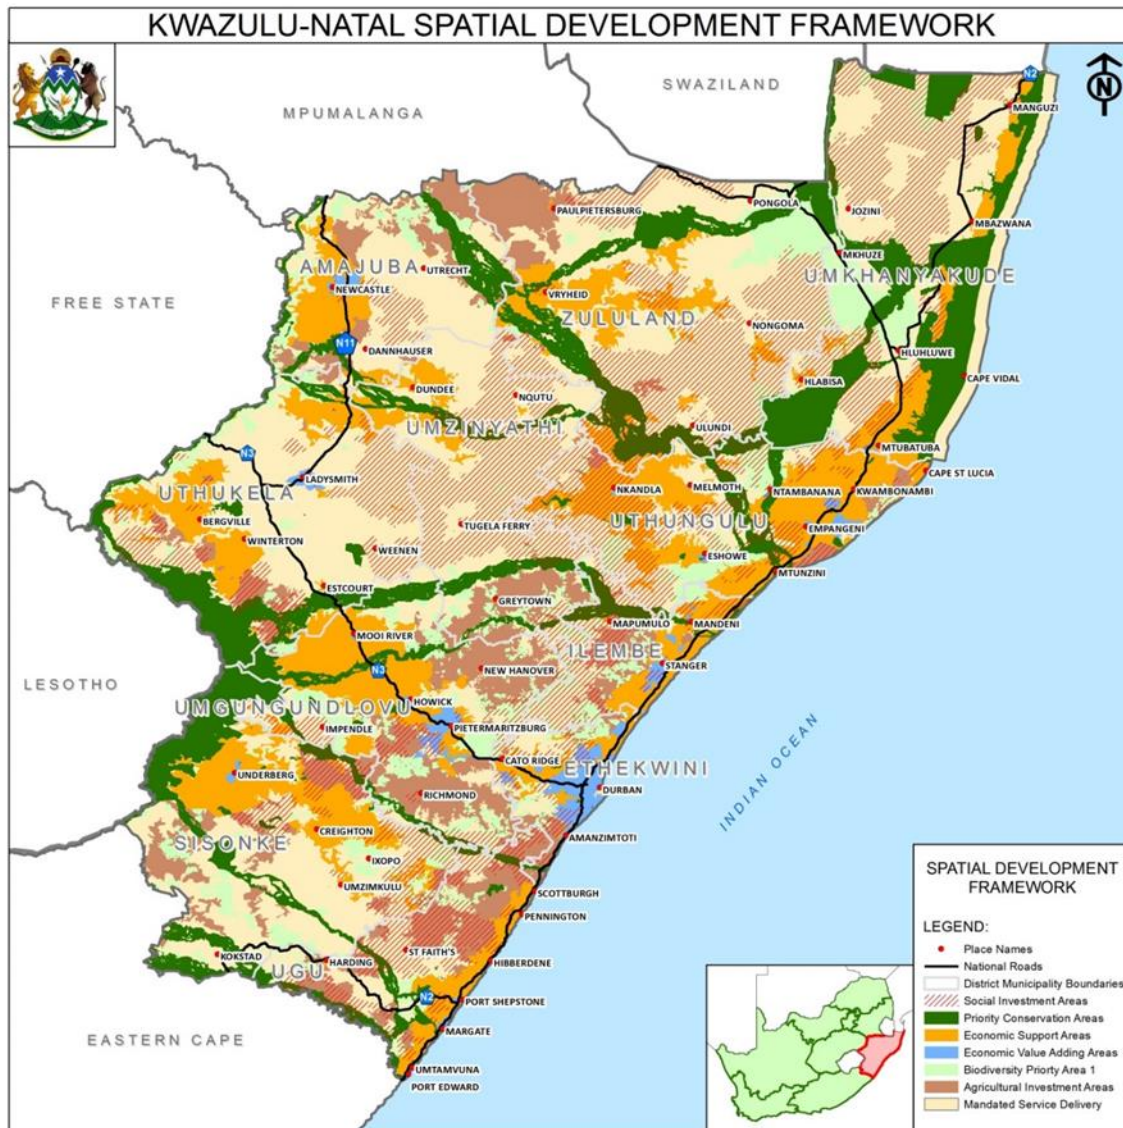 KWAZULU-NATAL SPATIAL DEVELOPMENT FRAMEWORK
SWAZILAND
N2
N
MPUMALANGA
MANGUZI
PONGOLA
PAULPIETERSBURG
JOZINI
MBAZWANA
MKHUZE
AMAJUBA
UTRECHT
UMKHANYAKUDE
NEWCASTLE
VRYHEID
FREE STATE
ZULULAND
NONGOMA
N11
DANNHAUSER
HLUHLUWE
DUNDEE
HLABISA
CAPE VIDAL
NQUTU
UMZINYATHI
ULUNDI
MTUBATUBA
N3
LADYSMITH
CAPE ST LUCIA
UTHUKELA
NKANDLA
MELMOTH
NTAMBANANA
KWAMBONAMBI
BERGVILLE
TUGELA FERRY
UTHUNGULU
EMPANGENI
WINTERTON
WEENEN
ESHOWE
MTUNZINI
ESTCOURT
GREYTOWN
MAPUMULO
MANDENI
MOOI RIVER
ILEMBE
N3
NEW HANOVER
STANGER
LESOTHO
HOWICK
UMGUNGUNDLOVU
IMPENDLE
PIETERMARITZBURG
CATO RIDGE
ETHEKWINI
UNDERBERG
DURBAN
RICHMOND
INDIAN OCEAN
CREIGHTON
AMANZIMTOTI
SISONKE
IXOPO
UMZIMKULU
SCOTTBURGH
PENNINGTON
ST FAITH'S
KOKSTAD
HARDING
HIBBERDENE
UGU
N2
PORT SHEPSTONE
EASTERN CAPE
MARGATE
UMTAMVUNA
PORT EDWARD
SPATIAL DEVELOPMENT
FRAMEWORK
LEGEND:
Place Names
National Roads
District Municipality Boundaries
Social Investment Areas
Priority Conservation Areas
Economic Support Areas
Economic Value Adding Areas
Biodiversity Priorty Area 1
Agricultural Investment Areas
Mandated Service Delivery